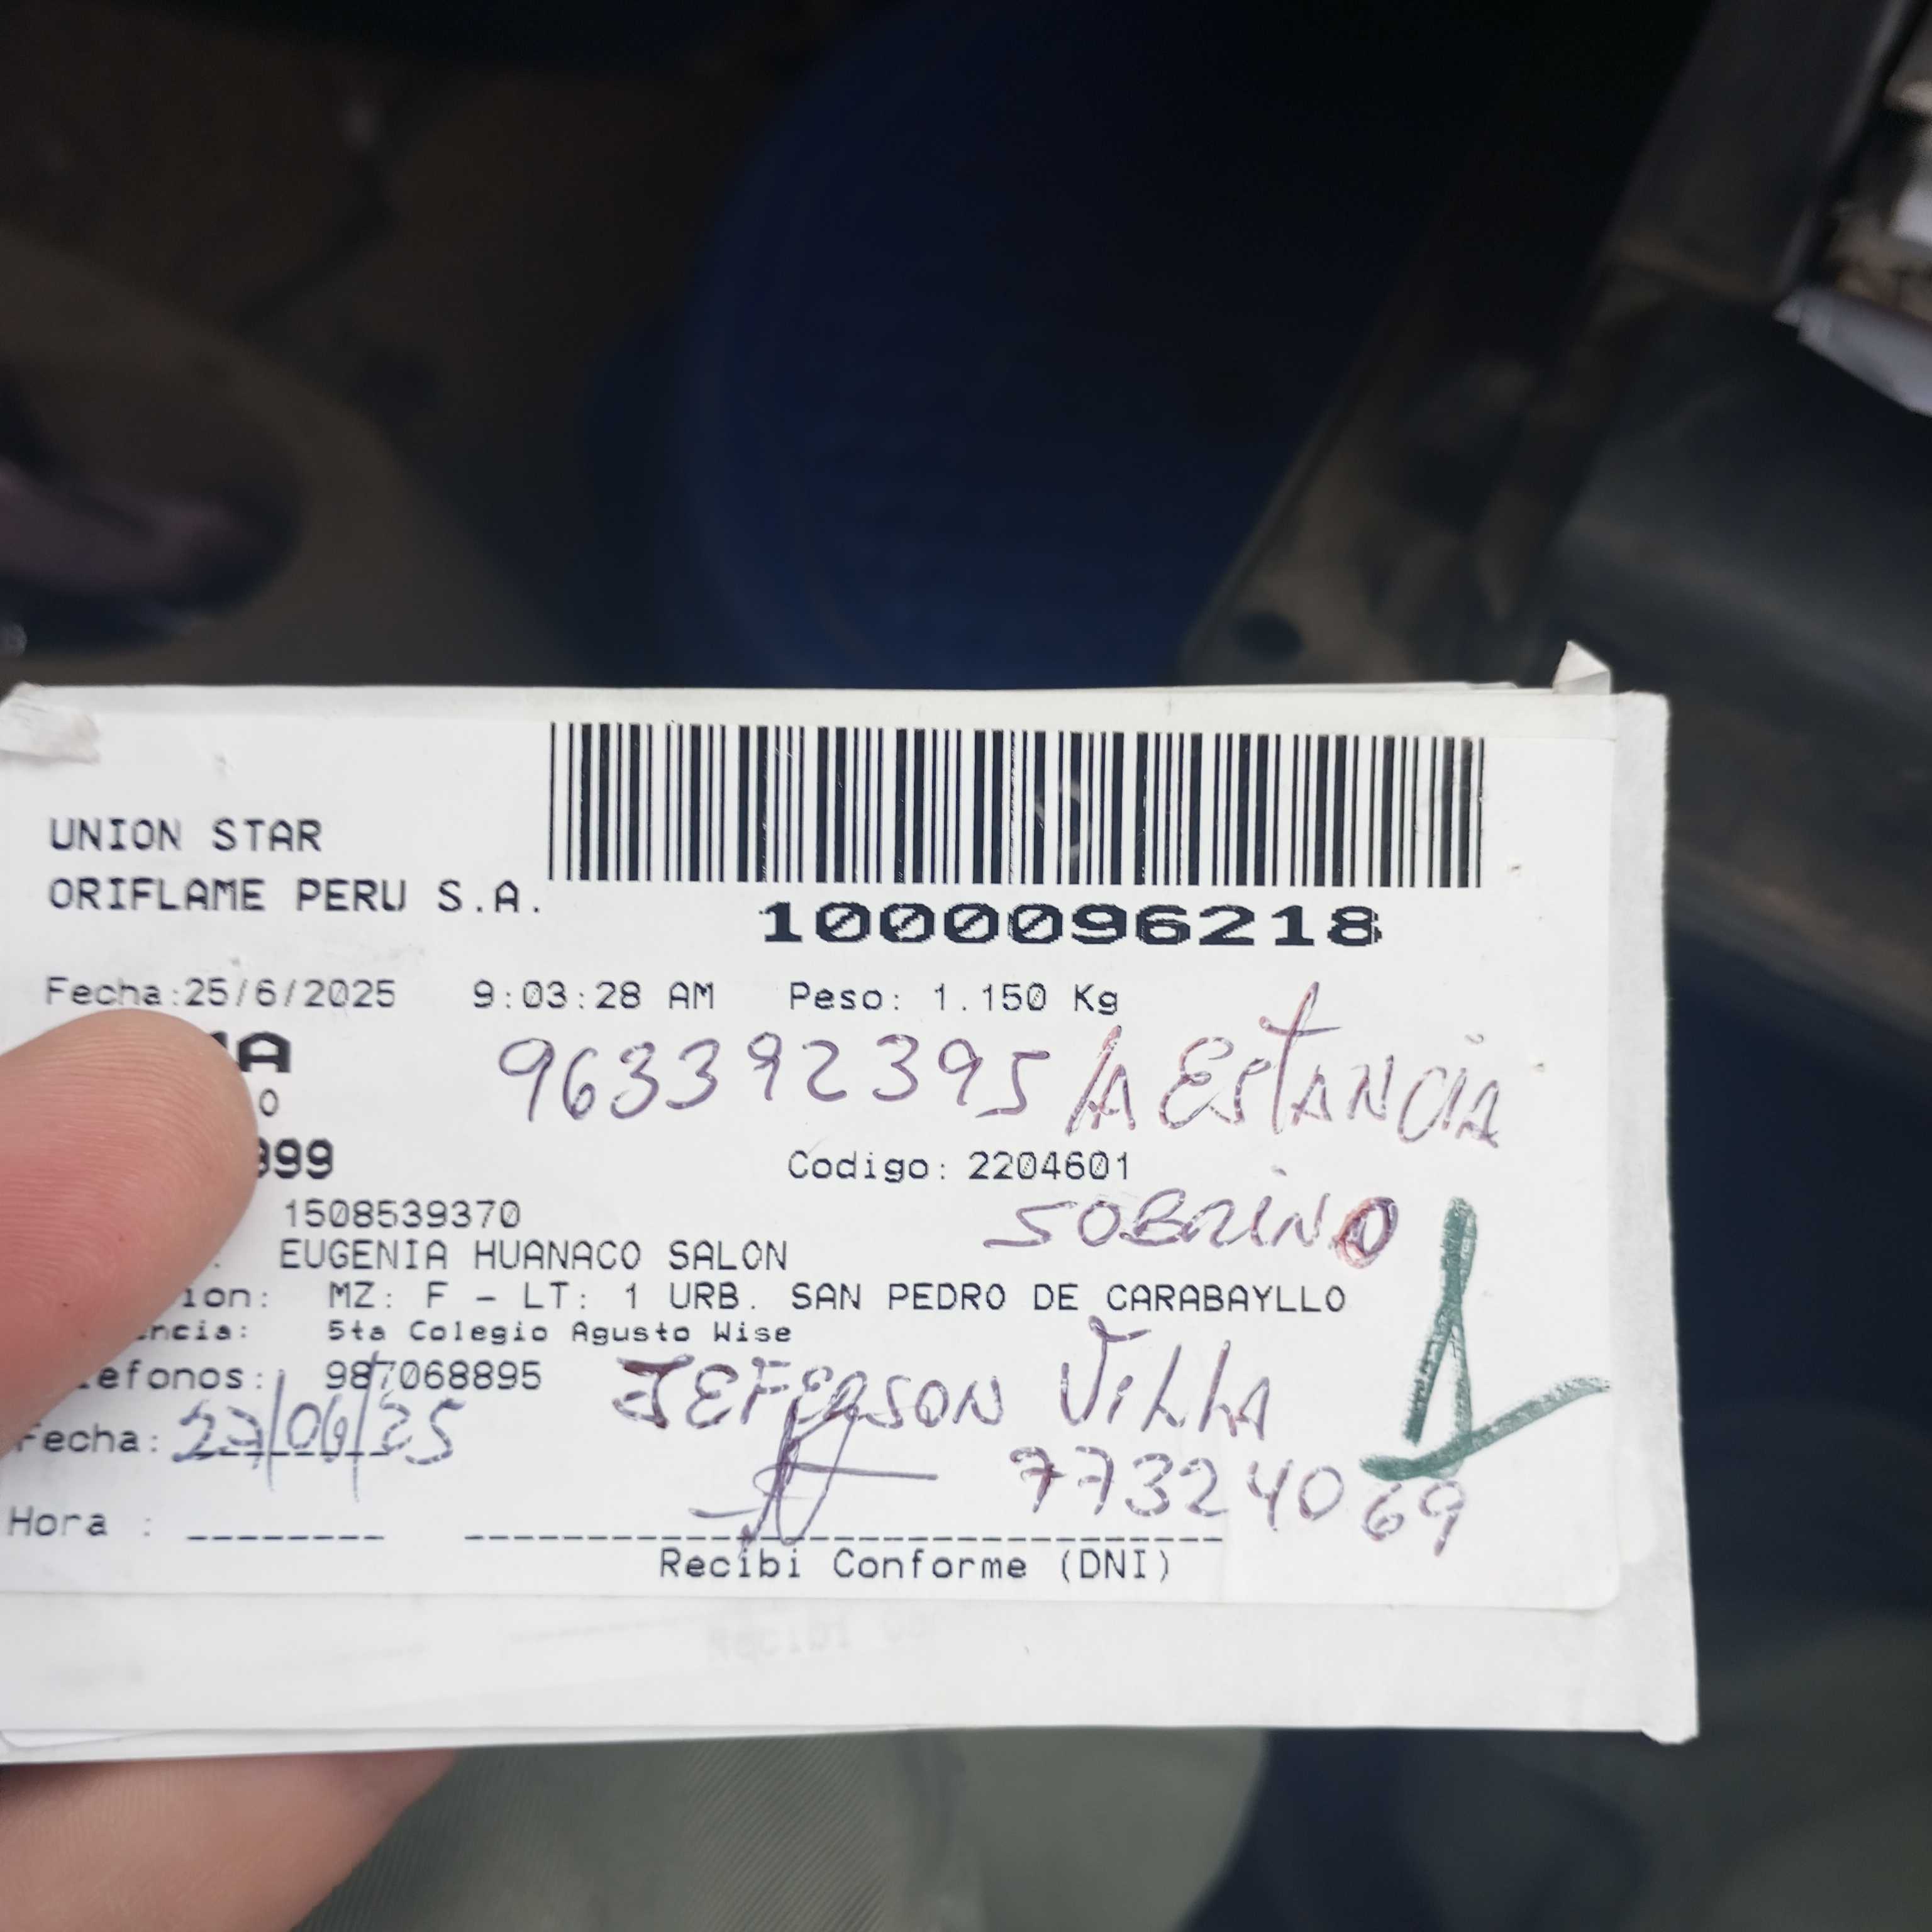 UNION STAR
ORIFLAME PERU S.A.
1000096218
Fecha:25/6/2025 9:03:28 AM Peso: 1.150 Kg
963392395 LA ESTANCIA
Codigo: 2204601
1508539370
SOBRINO
EUGENIA HUANACO SALON
MZ: F - LT: 1 URB. SAN PEDRO DE CARABAYLLO
5ta Colegio Agusto Wise
987068895
JEFERSON VILLA
Fecha: 27/06/25
77324069
Hora :
Recibi Conforme (DNI)